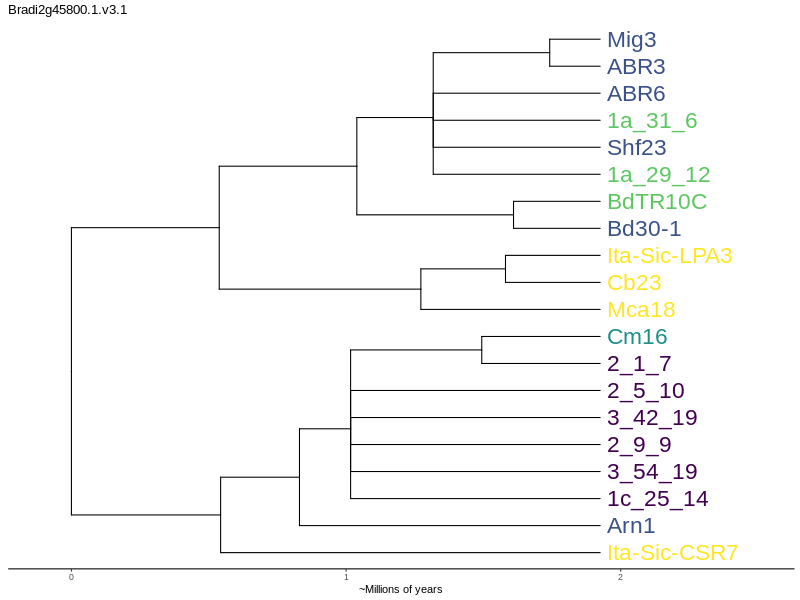 Bradi2g45800.1.v3.1
Mig3
ABR3
ABR6
1a_31_6
Shf23
1a_29_12
BdTR10C
Bd30-1
Ita-Sic-LPA3
Cb23
Mca18
Cm16
2_1_7
2_5_10
3_42_19
2_9_9
3_54_19
1c_25_14
Arn1
Ita-Sic-CSR7
0 1 2
~Millions of years